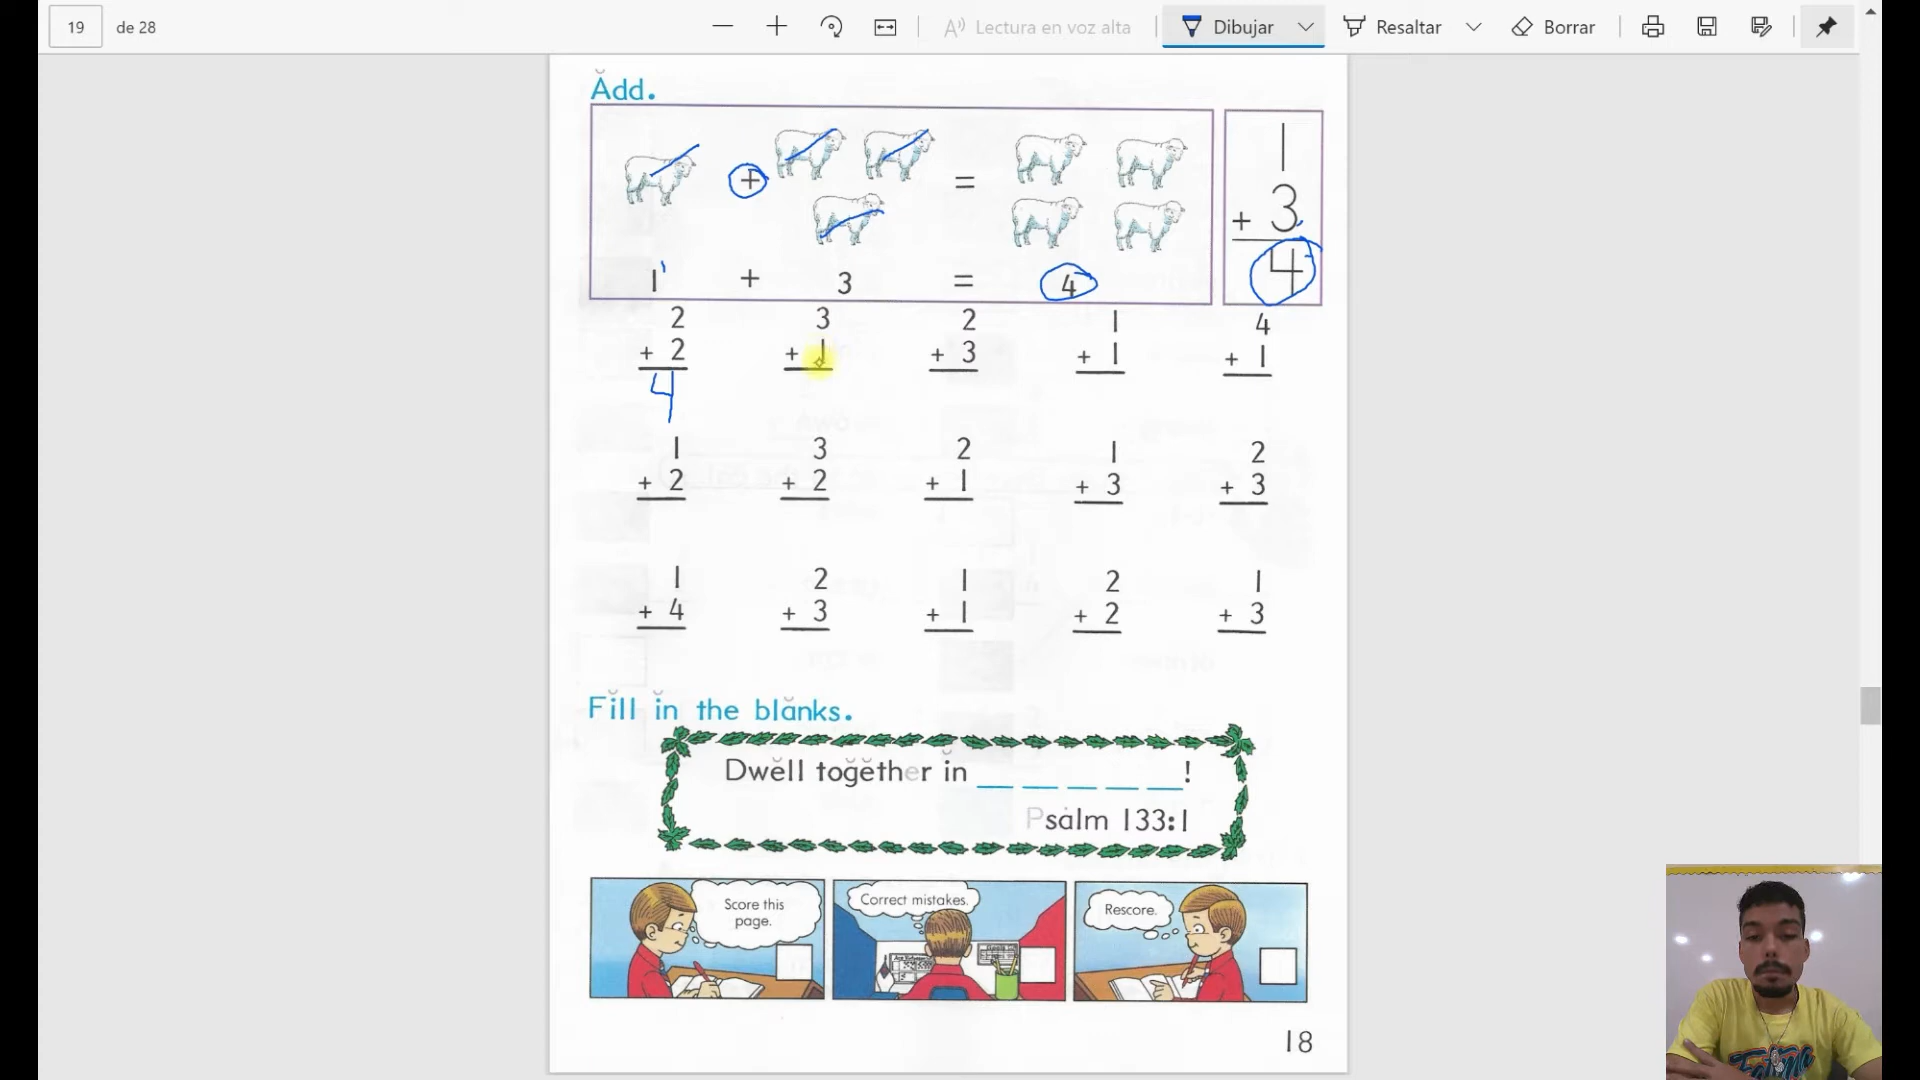 19 de 28 Lectura en voz alta Dibujar Resaltar Borrar
Add.
+ =
1 + 3 = 4
1
+ 3
4
2 3 2 1 4
+ 2 + 1 + 3 + 1 + 1
4
1 3 2 1 2
+ 2 + 2 + 1 + 3 + 3
1 2 1 2 1
+ 4 + 3 + 1 + 2 + 3
Fill in the blanks.
Dwell together in _ _ _ _ _!
Psalm 133:1
Score this
page.
Correct mistakes.
Rescore.
18